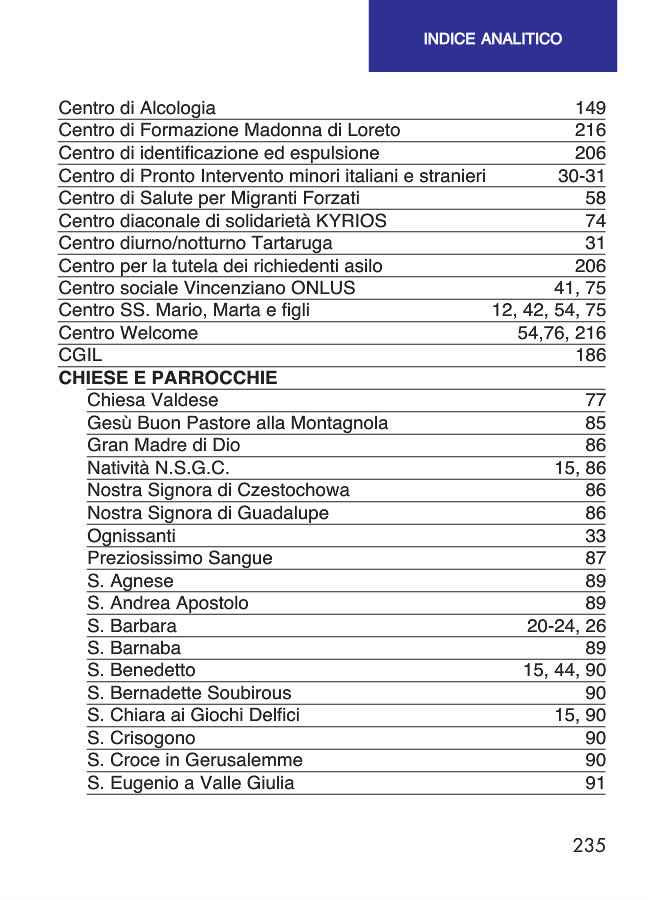 INDICE ANALITICO
Centro di Alcologia 149
Centro di Formazione Madonna di Loreto 216
Centro di identificazione ed espulsione 206
Centro di Pronto Intervento minori italiani e stranieri 30-31
Centro di Salute per Migranti Forzati 58
Centro diaconale di solidarietà KYRIOS 74
Centro diurno/notturno Tartaruga 31
Centro per la tutela dei richiedenti asilo 206
Centro sociale Vincenziano ONLUS 41, 75
Centro SS. Mario, Marta e figli 12, 42, 54, 75
Centro Welcome 54,76, 216
CGIL 186
CHIESE E PARROCCHIE
Chiesa Valdese 77
Gesù Buon Pastore alla Montagnola 85
Gran Madre di Dio 86
Natività N.S.G.C. 15, 86
Nostra Signora di Czestochowa 86
Nostra Signora di Guadalupe 86
Ognissanti 33
Preziosissimo Sangue 87
S. Agnese 89
S. Andrea Apostolo 89
S. Barbara 20-24, 26
S. Barnaba 89
S. Benedetto 15, 44, 90
S. Bernadette Soubirous 90
S. Chiara ai Giochi Delfici 15, 90
S. Crisogono 90
S. Croce in Gerusalemme 90
S. Eugenio a Valle Giulia 91
235